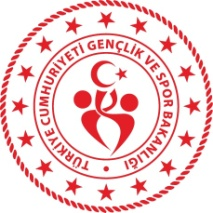 TÜRKİYE CUMHURİYETİ GENÇLİK VE SPOR BAKANLIĞI